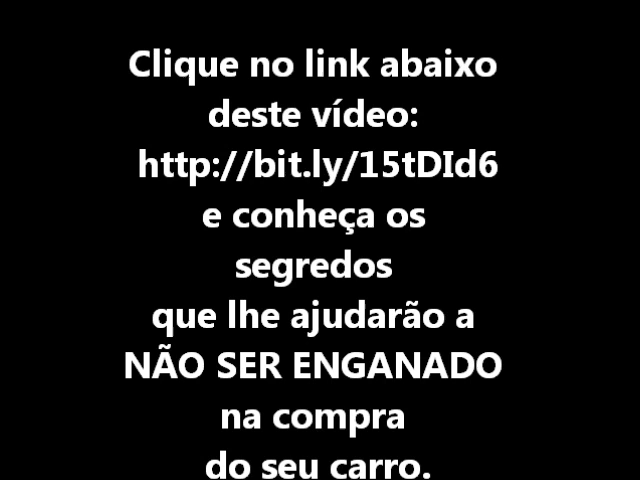 Clique no link abaixo
deste vídeo:
http://bit.ly/15tDId6
e conheça os
segredos
que lhe ajudarão a
NÃO SER ENGANADO
na compra
do seu carro.